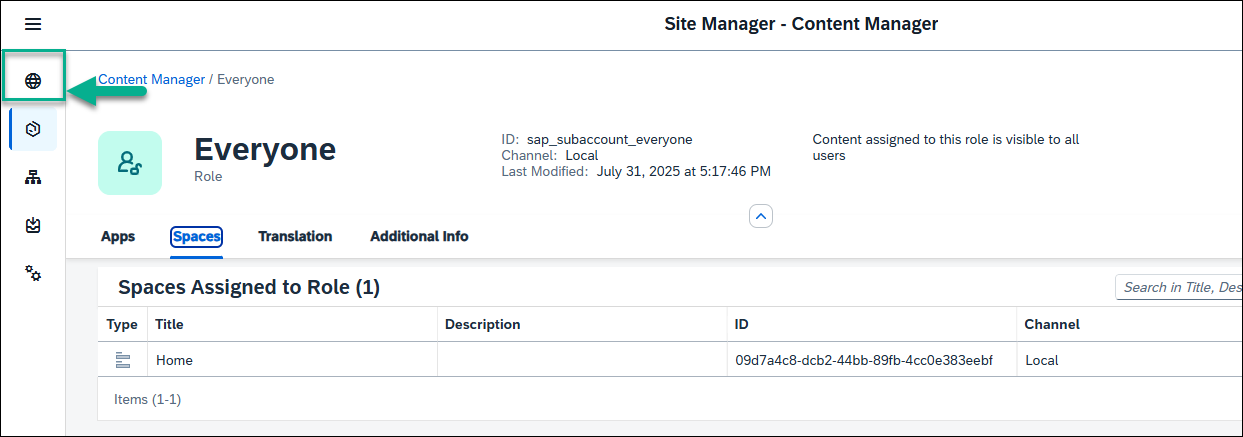 Site Manager - Content Manager
Content Manager / Everyone
Everyone
Role
ID: sap_subaccount_everyone
Channel: Local
Last Modified: July 31, 2025 at 5:17:46 PM
Content assigned to this role is visible to all
users
Apps Spaces Translation Additional Info
Spaces Assigned to Role (1)
Search in Title, Des
Type Title Description ID Channel
Home 09d7a4c8-dcb2-44bb-89fb-4cc0e383eebf Local
Items (1-1)